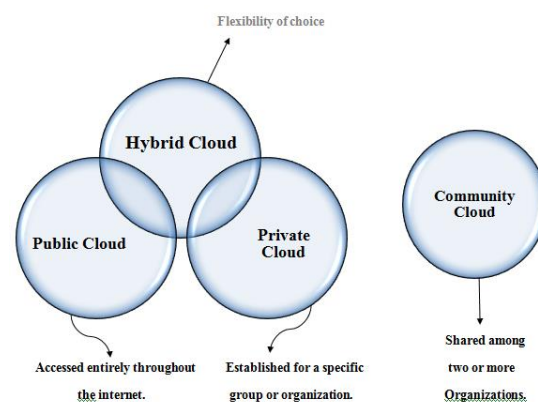 Flexibility of choice
Hybrid Cloud
Public Cloud
Private
Cloud
Community
Cloud
Accessed entirely throughout
the internet.
Established for a specific
group or organization.
Shared among
two or more
Organizations.